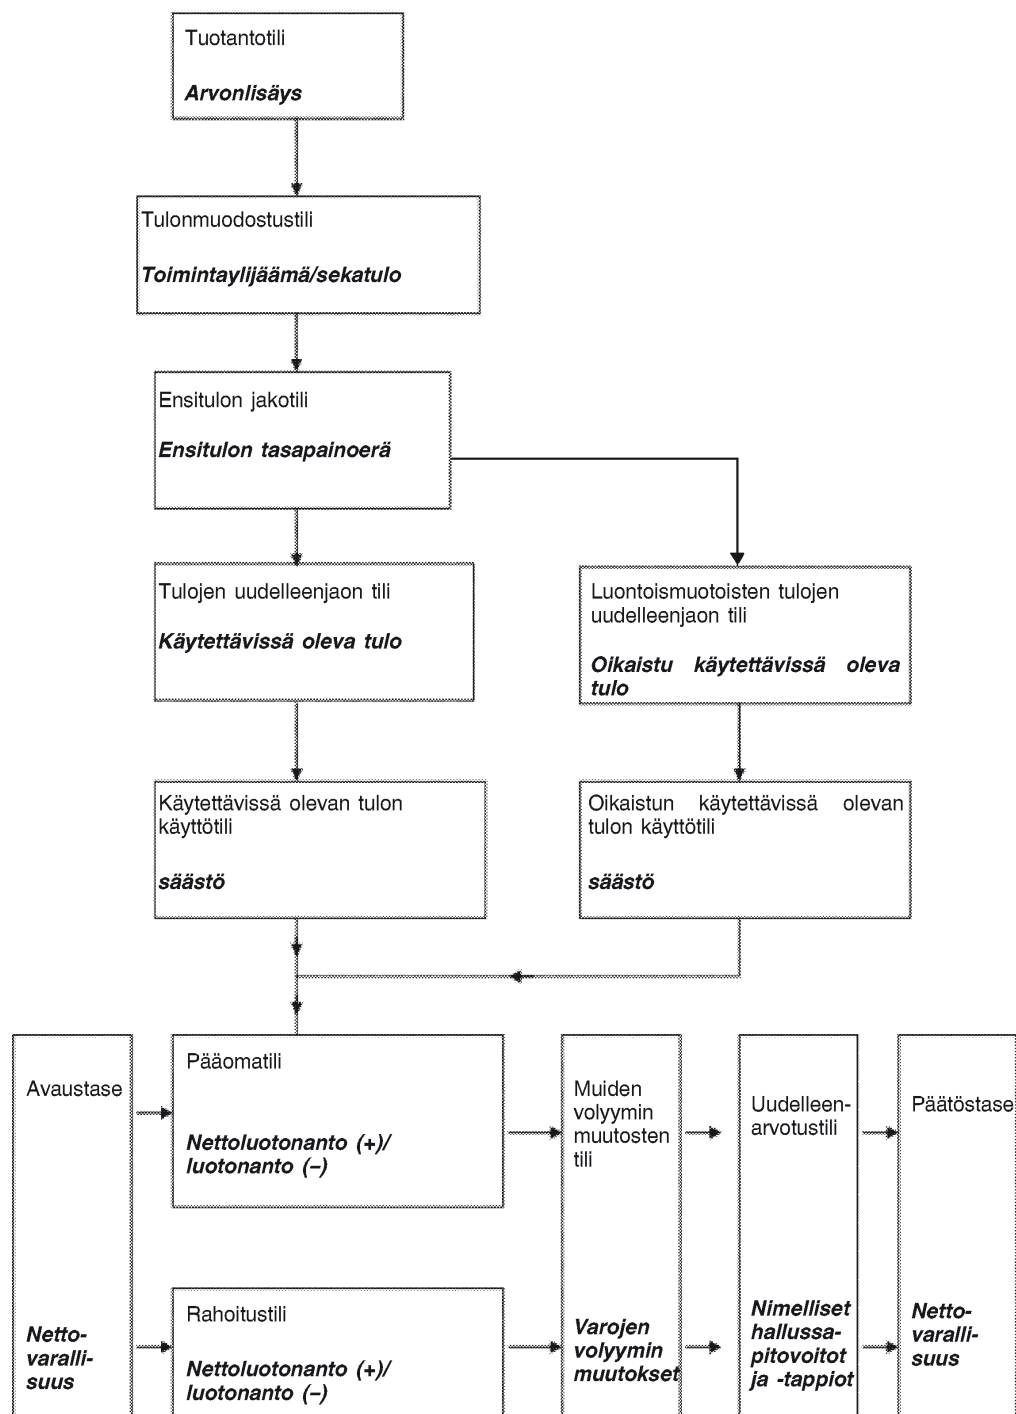 Tuotantotili
Arvonlisäys
Tulonmuodostustili
Toimintaylijäämä/sekatulo
Ensitulon jakotili
Ensitulon tasapainoerä
Tulojen uudelleenjaon tili
Käytettävissä oleva tulo
Luontoismuotoisten tulojen
uudelleenjaon tili
Oikaistu käytettävissä oleva
tulo
Käytettävissä olevan tulon
käyttötili
säästö
Oikaistun käytettävissä olevan
tulon käyttötili
säästö
Avaustase
Netto-
varalli-
suus
Pääomatili
Nettoluotonanto (+)/
luotonanto (–)
Rahoitustili
Nettoluotonanto (+)/
luotonanto (–)
Muiden
volyymin
muutosten
tili
Varojen
volyymin
muutokset
Uudelleen-
arvotustili
Nimelliset
hallussa-
pitovoitot
ja -tappiot
Päätöstase
Netto-
varalli-
suus